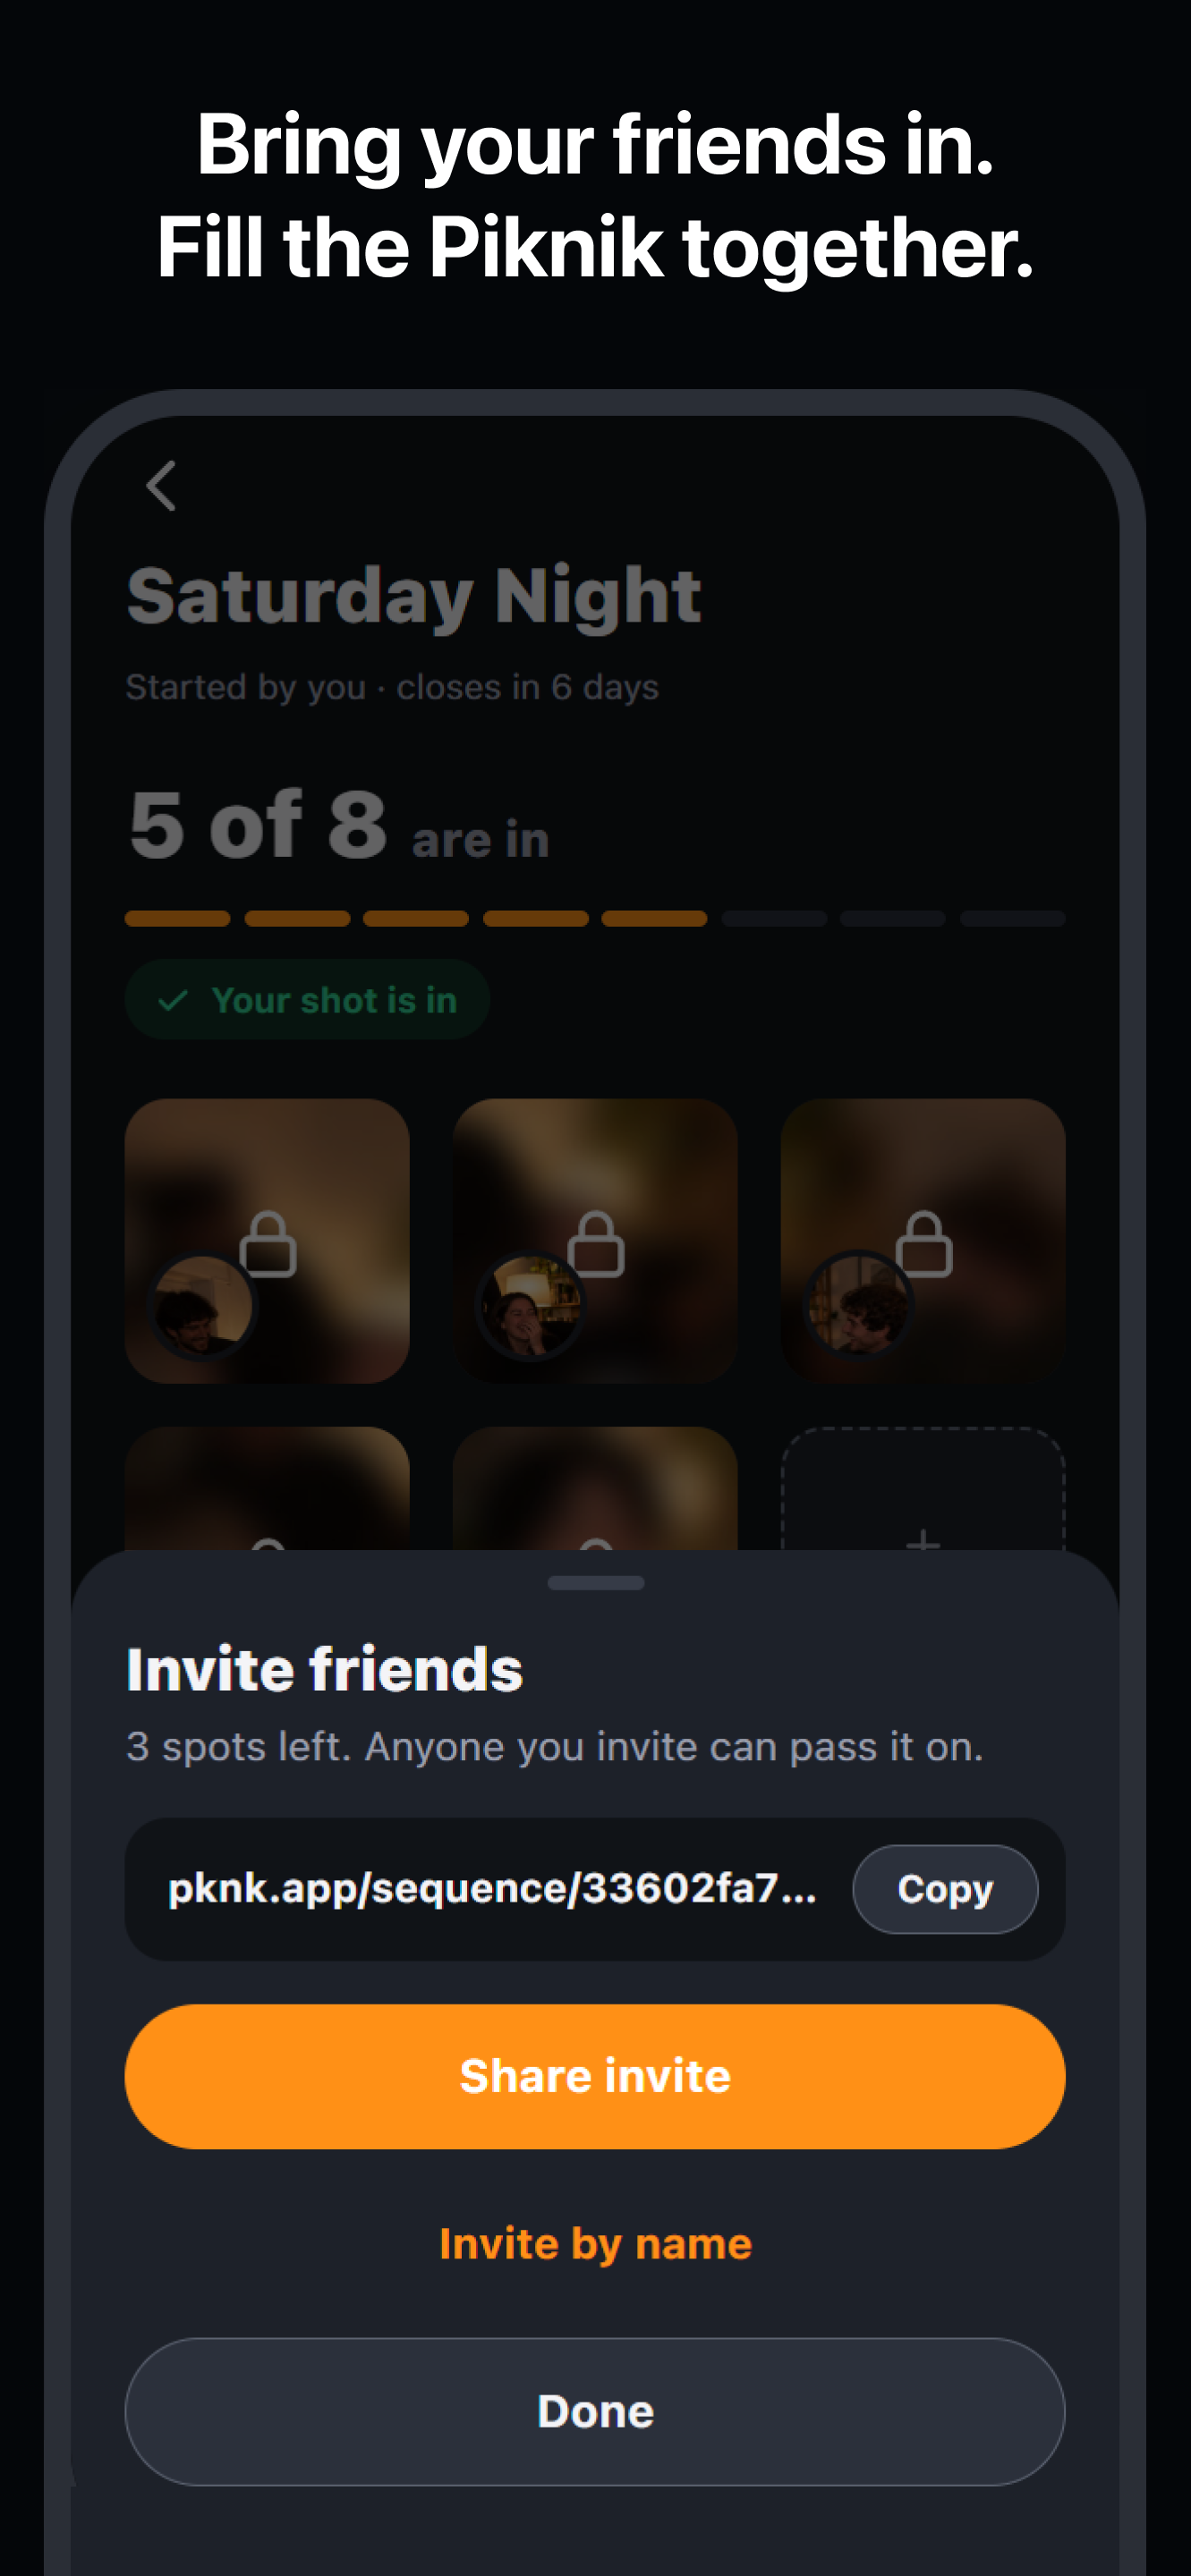 Bring your friends in.
Fill the Piknik together.
Saturday Night
Started by you · closes in 6 days
5 of 8 are in
Your shot is in
Invite friends
3 spots left. Anyone you invite can pass it on.
pknk.app/sequence/33602fa7...
Copy
Share invite
Invite by name
Done